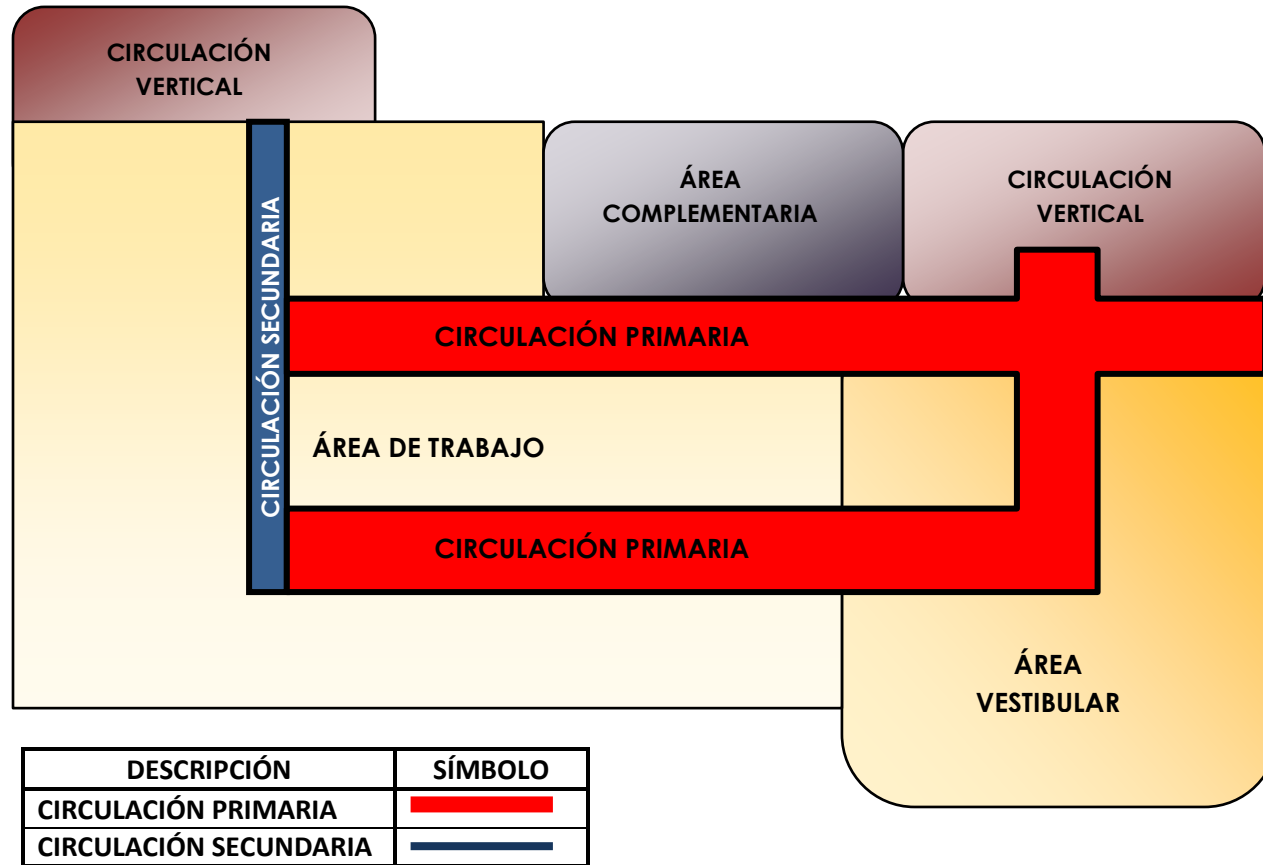 CIRCULACIÓN
VERTICAL
ÁREA
COMPLEMENTARIA
CIRCULACIÓN
VERTICAL
CIRCULACIÓN SECUNDARIA
CIRCULACIÓN PRIMARIA
ÁREA DE TRABAJO
CIRCULACIÓN PRIMARIA
ÁREA
VESTIBULAR
DESCRIPCIÓN SÍMBOLO
CIRCULACIÓN PRIMARIA
CIRCULACIÓN SECUNDARIA